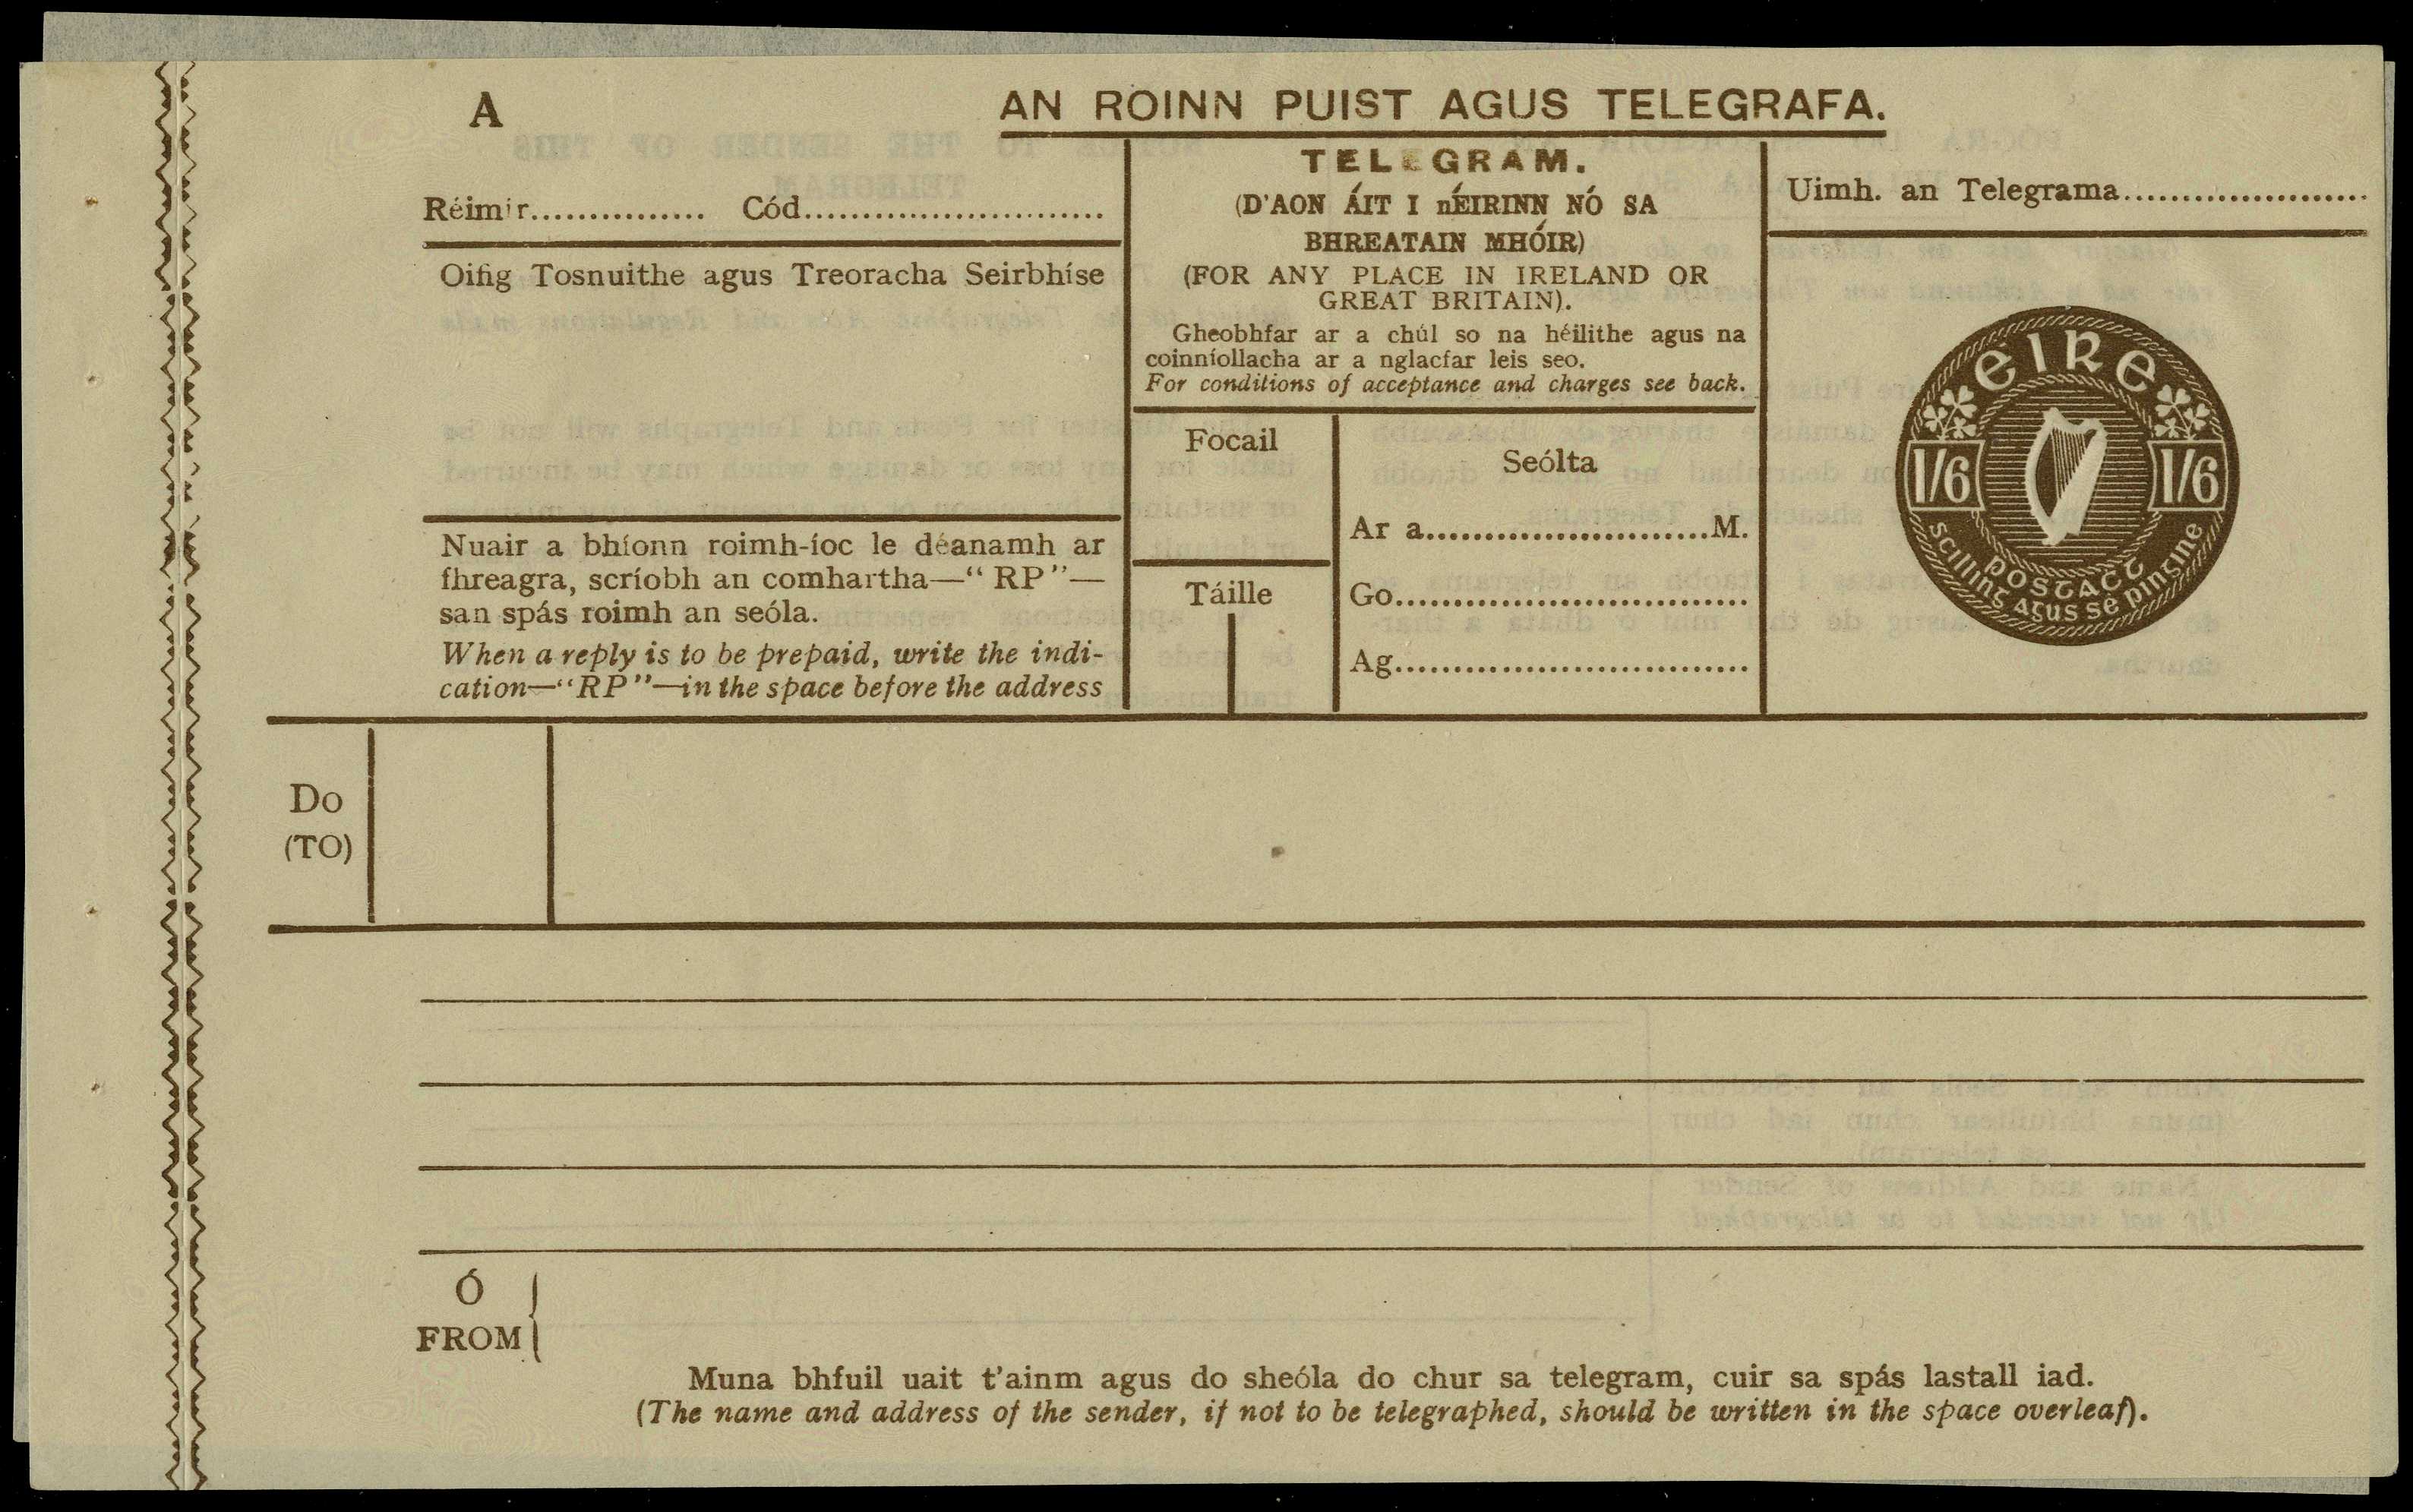 A
AN ROINN PUIST AGUS TELEGRAFA.
Réimír............... Cód..........................
Oifig Tosnuithe agus Treoracha Seirbhíse
Nuair a bhíonn roimh-íoc le déanamh ar
fhreagra, scríobh an comhartha—“RP”—
san spás roimh an seóla.
When a reply is to be prepaid, write the indi-
cation—“RP”—in the space before the address
TELEGRAM.
(D'AON ÁIT I nÉIRINN NÓ SA
BHREATAIN MHÓIR)
(FOR ANY PLACE IN IRELAND OR
GREAT BRITAIN).
Gheobhfar ar a chúl so na héilithe agus na
coinníollacha ar a nglacfar leis seo.
For conditions of acceptance and charges see back.
Focail
Táille
Seólta
Ar a.........................M.
Go..............................
Ag..............................
Uimh. an Telegrama.....................
éire
1/6 1/6
postacc
scilling agus sé pingine
Do
(TO)
Ó
FROM
Muna bhfuil uait t'ainm agus do sheóla do chur sa telegram, cuir sa spás lastall iad.
(The name and address of the sender, if not to be telegraphed, should be written in the space overleaf).